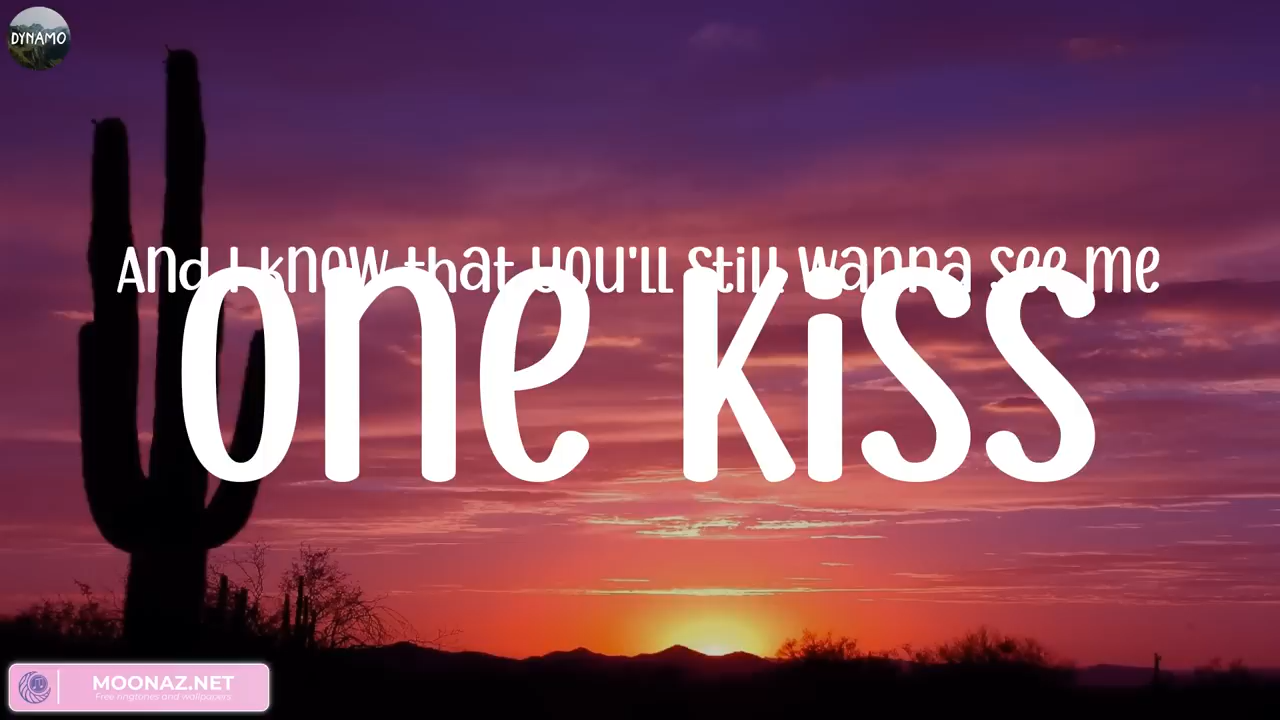 DYNAMO
And I know that you'll still wanna see me
one kiss
MOONAZ.NET
Free ringtones and wallpapers